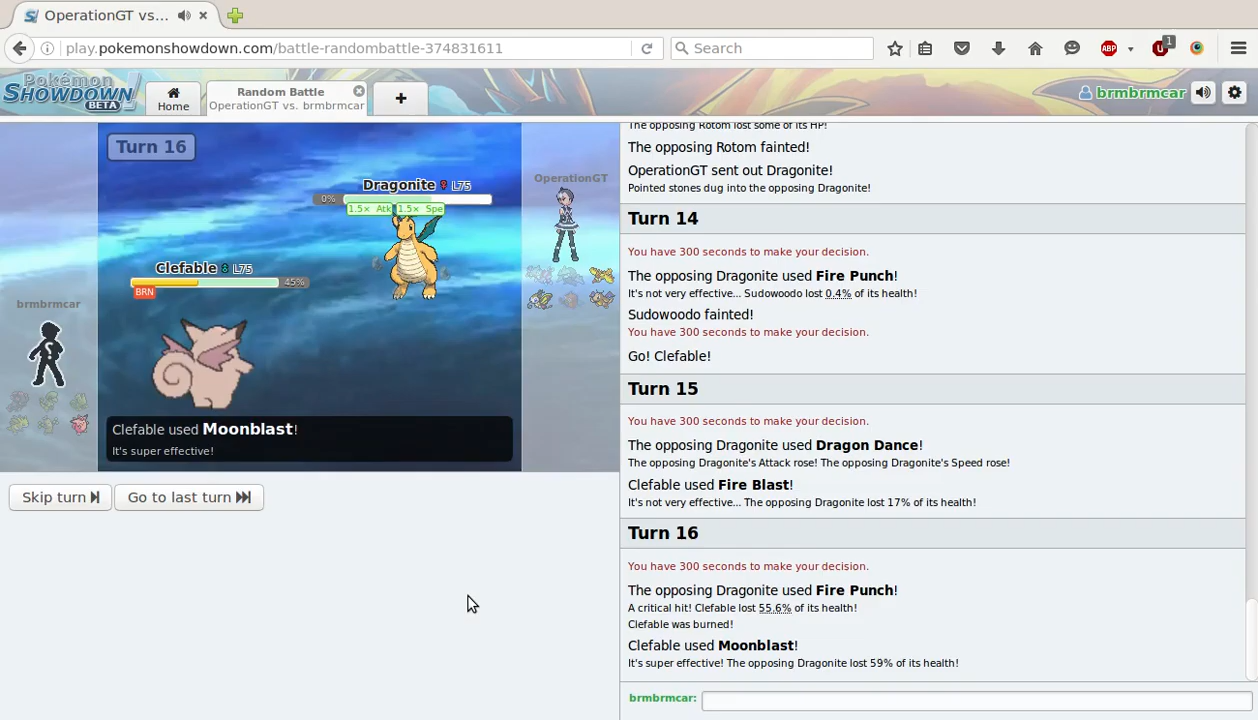 OperationGT vs...
play.pokemonshowdown.com/battle-randombattle-374831611
Search
ABP
1
Pokémon
SHOWDOWN
BETA
Home
Random Battle
OperationGT vs. brmbrmcar
brmbrmcar
Turn 16
Dragonite L75
0%
1.5× Atk 1.5× Spe
OperationGT
Clefable L75
45%
BRN
brmbrmcar
Clefable used Moonblast!
It's super effective!
Skip turn
Go to last turn
The opposing Rotom lost some of its HP!
The opposing Rotom fainted!
OperationGT sent out Dragonite!
Pointed stones dug into the opposing Dragonite!
Turn 14
You have 300 seconds to make your decision.
The opposing Dragonite used Fire Punch!
It's not very effective... Sudowoodo lost 0.4% of its health!
Sudowoodo fainted!
You have 300 seconds to make your decision.
Go! Clefable!
Turn 15
You have 300 seconds to make your decision.
The opposing Dragonite used Dragon Dance!
The opposing Dragonite's Attack rose! The opposing Dragonite's Speed rose!
Clefable used Fire Blast!
It's not very effective... The opposing Dragonite lost 17% of its health!
Turn 16
You have 300 seconds to make your decision.
The opposing Dragonite used Fire Punch!
A critical hit! Clefable lost 55.6% of its health!
Clefable was burned!
Clefable used Moonblast!
It's super effective! The opposing Dragonite lost 59% of its health!
brmbrmcar: